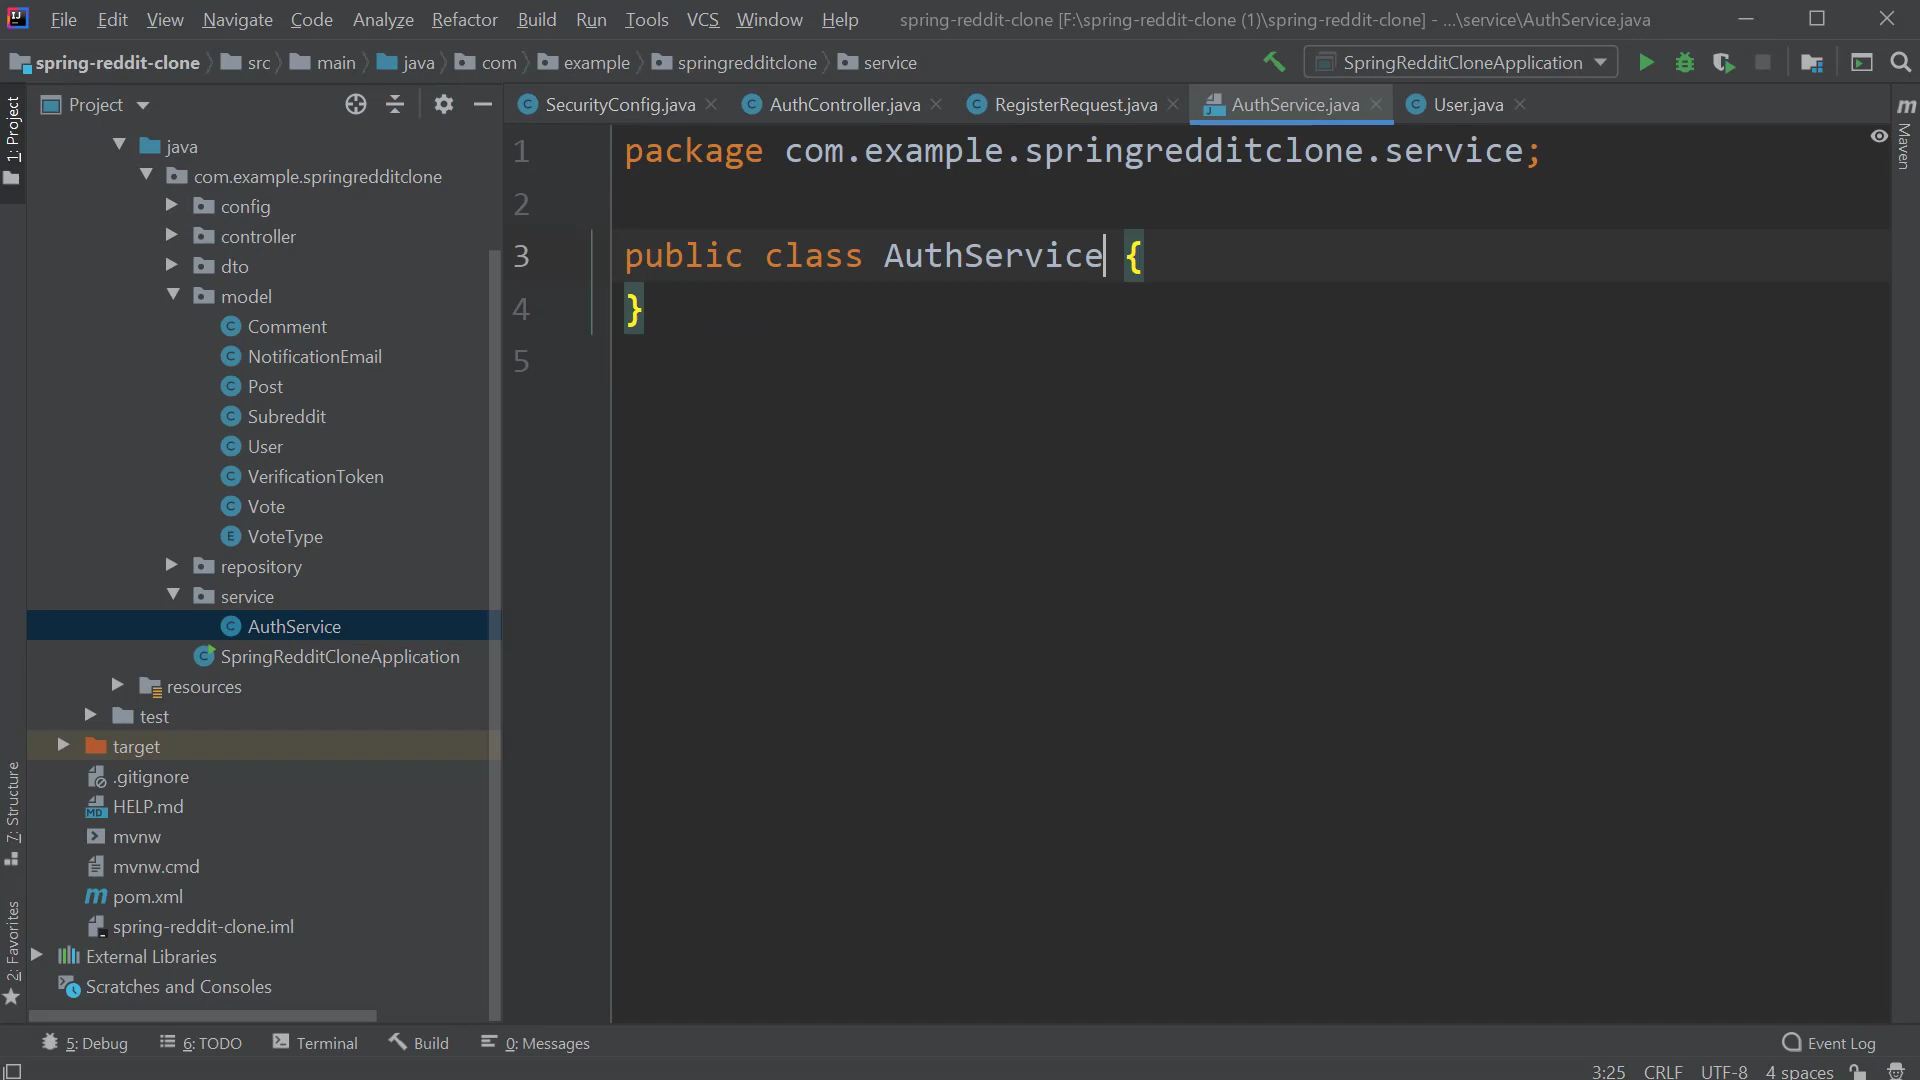 File Edit View Navigate Code Analyze Refactor Build Run Tools VCS Window Help spring-reddit-clone [F:\spring-reddit-clone (1)\spring-reddit-clone] - ...\service\AuthService.java
spring-reddit-clone src main java com example springredditclone service SpringRedditCloneApplication
Project
SecurityConfig.java AuthController.java RegisterRequest.java AuthService.java User.java
1: Project
7: Structure
2: Favorites
Maven
java
com.example.springredditclone
config
controller
dto
model
Comment
NotificationEmail
Post
Subreddit
User
VerificationToken
Vote
VoteType
repository
service
AuthService
SpringRedditCloneApplication
resources
test
target
.gitignore
HELP.md
mvnw
mvnw.cmd
pom.xml
spring-reddit-clone.iml
External Libraries
Scratches and Consoles
1 package com.example.springredditclone.service;
2
3 public class AuthService {
4 }
5
5: Debug 6: TODO Terminal Build 0: Messages Event Log
3:25 CRLF UTF-8 4 spaces